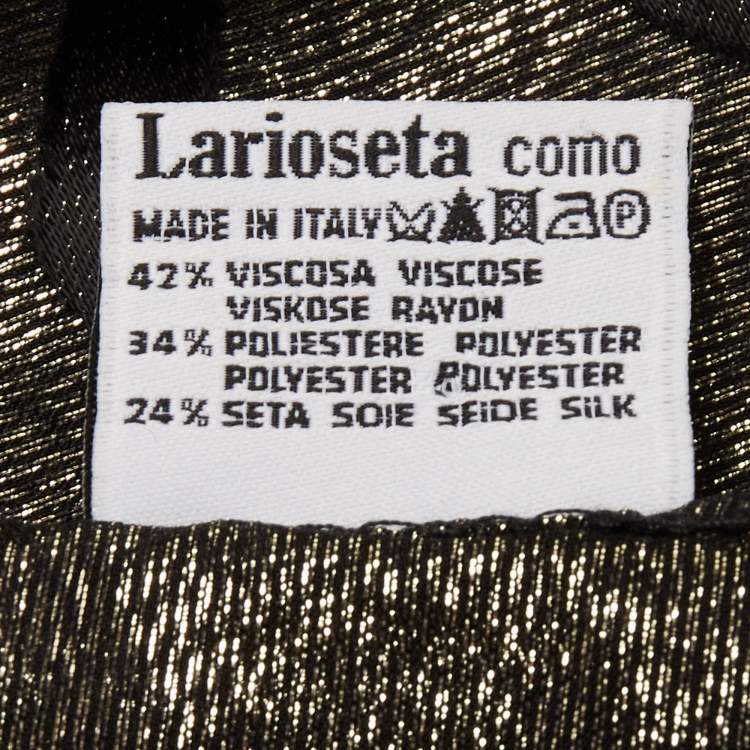 Larioseta como
MADE IN ITALY P
42% VISCOSA VISCOSE
VISKOSE RAYON
34% POLIESTERE POLYESTER
POLYESTER POLYESTER
24% SETA SOIE SEIDE SILK